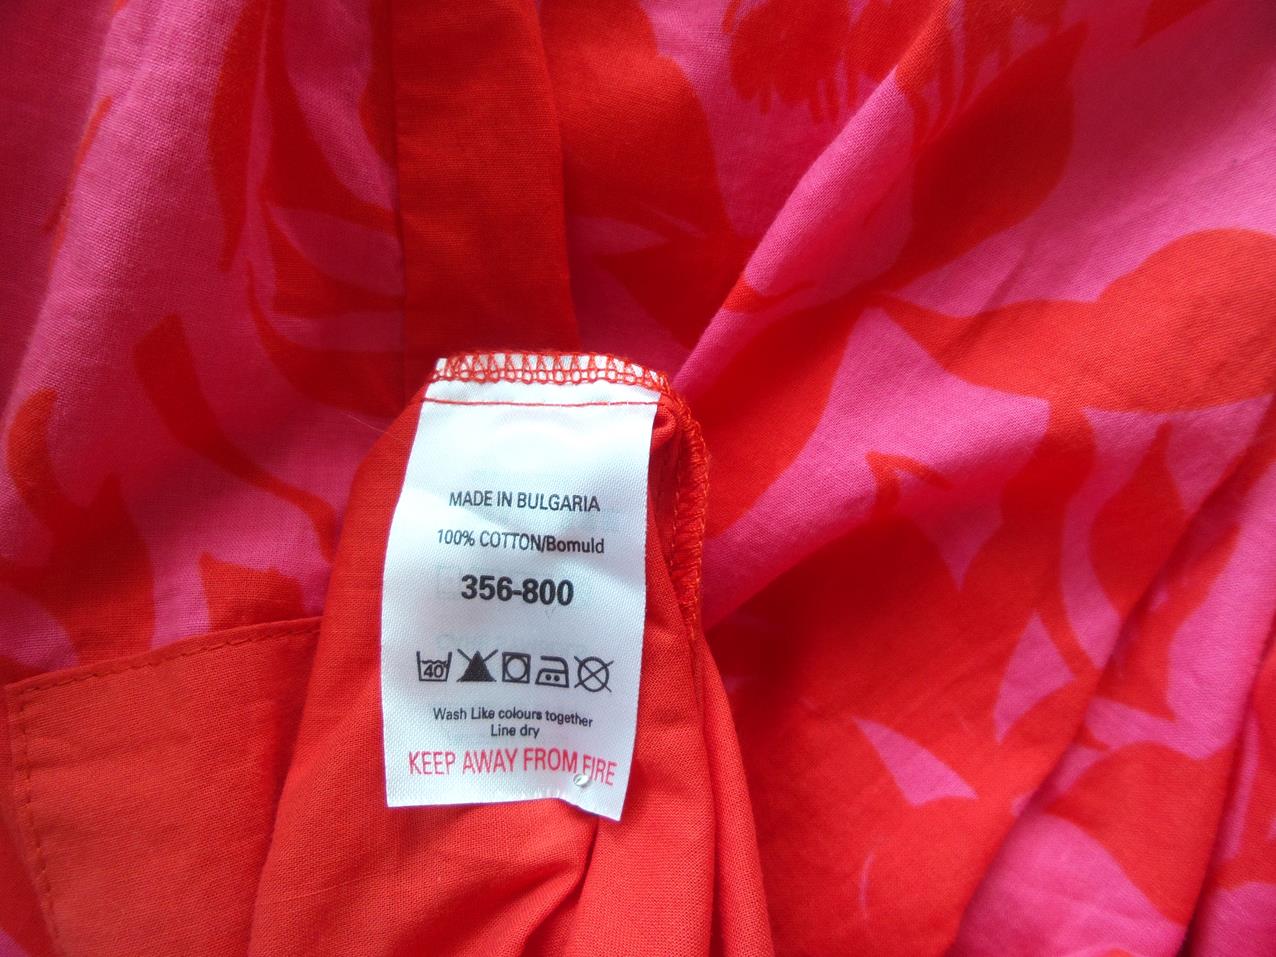 MADE IN BULGARIA
100% COTTON/Bomuld
356-800
40
Wash Like colours together
Line dry
KEEP AWAY FROM FIRE